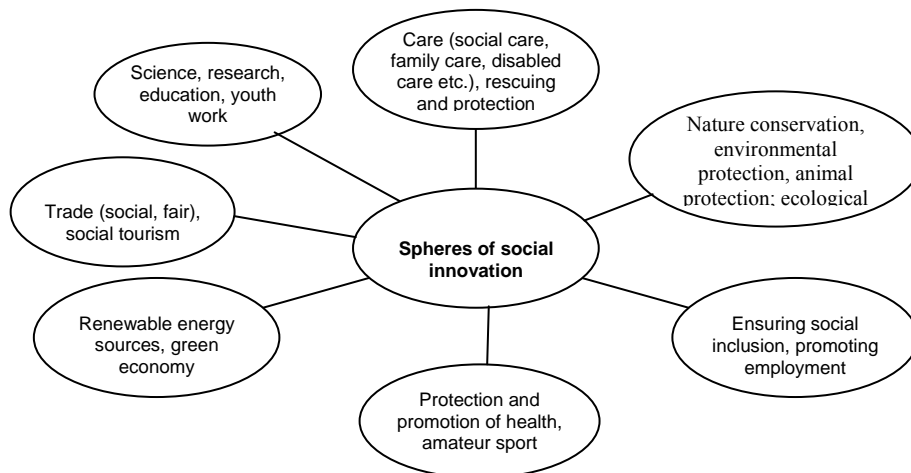 Care (social care,
family care, disabled
care etc.), rescuing
and protection
Science, research,
education, youth
work
Nature conservation,
environmental
protection, animal
protection; ecological
Trade (social, fair),
social tourism
Spheres of social
innovation
Renewable energy
sources, green
economy
Ensuring social
inclusion, promoting
employment
Protection and
promotion of health,
amateur sport